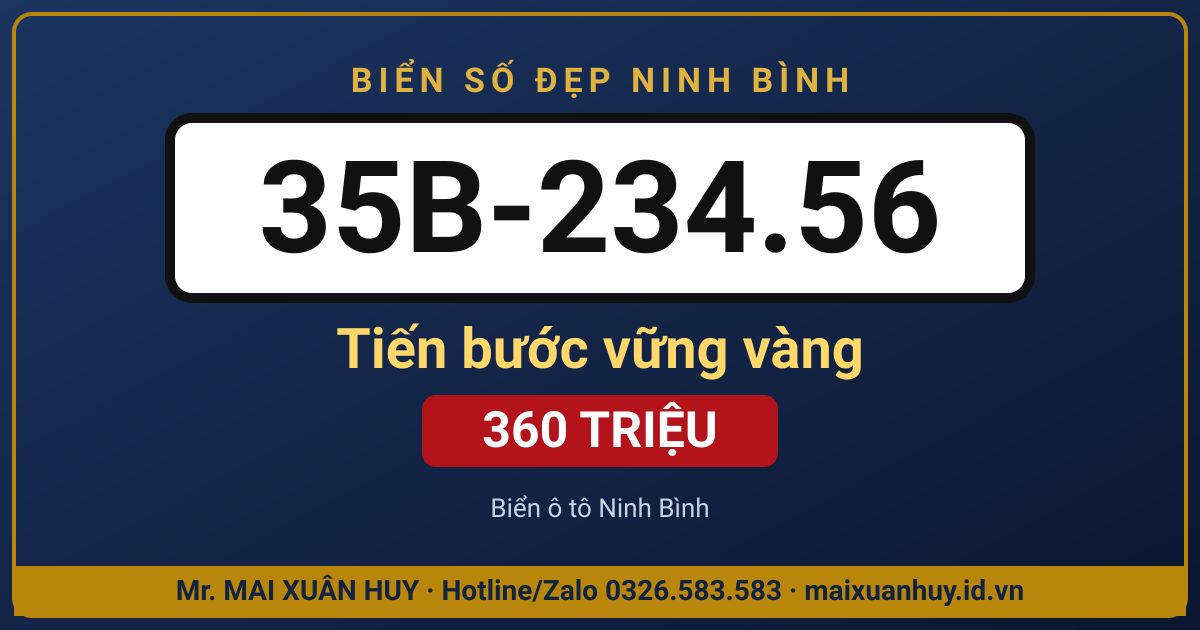 BIỂN SỐ ĐẸP NINH BÌNH
35B-234.56
Tiến bước vững vàng
360 TRIỆU
Biển ô tô Ninh Bình
Mr. MAI XUÂN HUY · Hotline/Zalo 0326.583.583 · maixuanhuy.id.vn